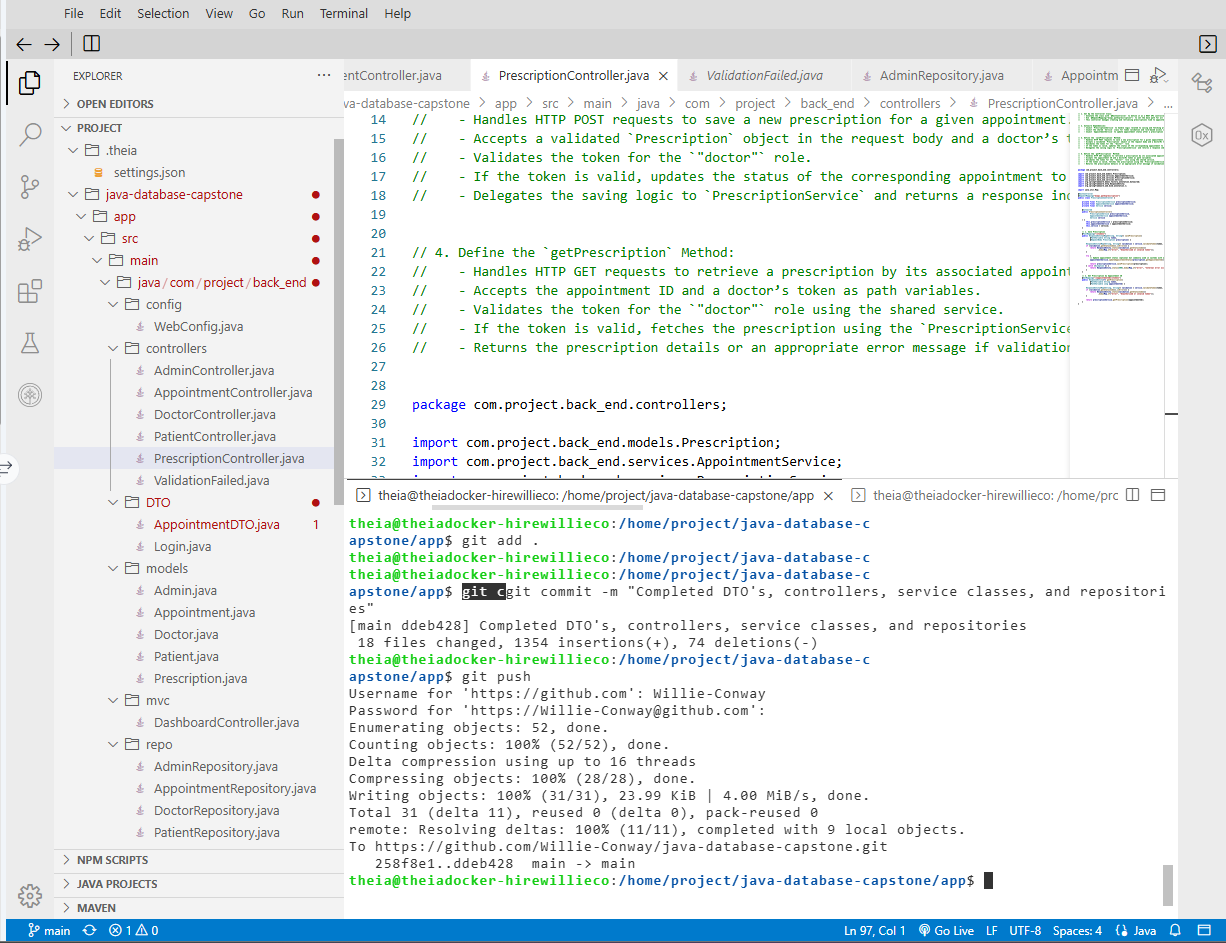 File Edit Selection View Go Run Terminal Help
EXPLORER
OPEN EDITORS
PROJECT
.theia
settings.json
java-database-capstone
app
src
main
java / com / project / back_end
config
WebConfig.java
controllers
AdminController.java
AppointmentController.java
DoctorController.java
PatientController.java
PrescriptionController.java
ValidationFailed.java
DTO
AppointmentDTO.java 1
Login.java
models
Admin.java
Appointment.java
Doctor.java
Patient.java
Prescription.java
mvc
DashboardController.java
repo
AdminRepository.java
AppointmentRepository.java
DoctorRepository.java
PatientRepository.java
NPM SCRIPTS
JAVA PROJECTS
MAVEN
entController.java PrescriptionController.java ValidationFailed.java AdminRepository.java Appointm
va-database-capstone > app > src > main > java > com > project > back_end > controllers > PrescriptionController.java > ...
14 //    - Handles HTTP POST requests to save a new prescription for a given appointment.
15 //    - Accepts a validated `Prescription` object in the request body and a doctor’s t
16 //    - Validates the token for the `"doctor"` role.
17 //    - If the token is valid, updates the status of the corresponding appointment to
18 //    - Delegates the saving logic to `PrescriptionService` and returns a response ind
19
20
21 // 4. Define the `getPrescription` Method:
22 //    - Handles HTTP GET requests to retrieve a prescription by its associated appoint
23 //    - Accepts the appointment ID and a doctor’s token as path variables.
24 //    - Validates the token for the `"doctor"` role using the shared service.
25 //    - If the token is valid, fetches the prescription using the `PrescriptionService
26 //    - Returns the prescription details or an appropriate error message if validation
27
28
29 package com.project.back_end.controllers;
30
31 import com.project.back_end.models.Prescription;
32 import com.project.back_end.services.AppointmentService;
theia@theiadocker-hirewillieco: /home/project/java-database-capstone/app theia@theiadocker-hirewillieco: /home/prc
theia@theiadocker-hirewillieco:/home/project/java-database-c
apstone/app$ git add .
theia@theiadocker-hirewillieco:/home/project/java-database-c
theia@theiadocker-hirewillieco:/home/project/java-database-c
apstone/app$ git cgit commit -m "Completed DTO's, controllers, service classes, and repositori
es"
[main ddeb428] Completed DTO's, controllers, service classes, and repositories
 18 files changed, 1354 insertions(+), 74 deletions(-)
theia@theiadocker-hirewillieco:/home/project/java-database-c
apstone/app$ git push
Username for 'https://github.com': Willie-Conway
Password for 'https://Willie-Conway@github.com':
Enumerating objects: 52, done.
Counting objects: 100% (52/52), done.
Delta compression using up to 16 threads
Compressing objects: 100% (28/28), done.
Writing objects: 100% (31/31), 23.99 KiB | 4.00 MiB/s, done.
Total 31 (delta 11), reused 0 (delta 0), pack-reused 0
remote: Resolving deltas: 100% (11/11), completed with 9 local objects.
To https://github.com/Willie-Conway/java-database-capstone.git
   258f8e1..ddeb428  main -> main
theia@theiadocker-hirewillieco:/home/project/java-database-capstone/app$
main 1 0 Ln 97, Col 1 Go Live LF UTF-8 Spaces: 4 Java